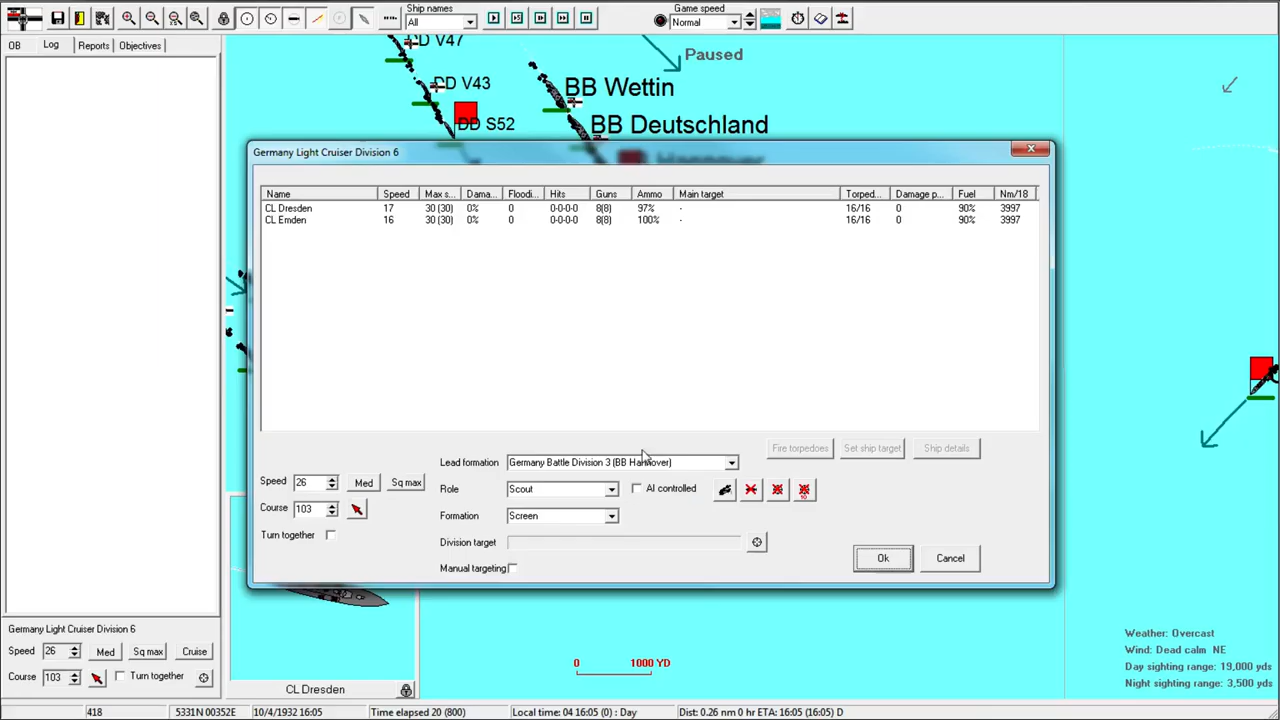 Ship names
Game speed
All
Normal
OB Log Reports Objectives
DD V47
DD V43
DD S52
BB Wettin
BB Deutschland
Hannover
Paused
Germany Light Cruiser Division 6
Name Speed Max s... Dama... Floodi... Hits Guns Ammo Main target Torped... Damage p... Fuel Nm/18
CL Dresden 17 30 (30) 0% 0 0-0-0-0 8(8) 97% - 16/16 0 90% 3997
CL Emden 16 30 (30) 0% 0 0-0-0-0 8(8) 100% - 16/16 0 90% 3997
Fire torpedoes Set ship target Ship details
Lead formation Germany Battle Division 3 (BB Hannover)
Speed 26 Med Sq max
Role Scout AI controlled
10
Course 103
Formation Screen
Turn together
Division target
Ok Cancel
Manual targeting
Germany Light Cruiser Division 6
Speed 26 Med Sq max Cruise
Course 103 Turn together
CL Dresden
0 1000 YD
Weather: Overcast
Wind: Dead calm NE
Day sighting range: 19,000 yds
Night sighting range: 3,500 yds
418 5331N 00352E 10/4/1932 16:05 Time elapsed 20 (800) Local time: 04 16:05 (0) : Day Dist: 0.26 nm 0 hr ETA: 16:05 (16:05) D